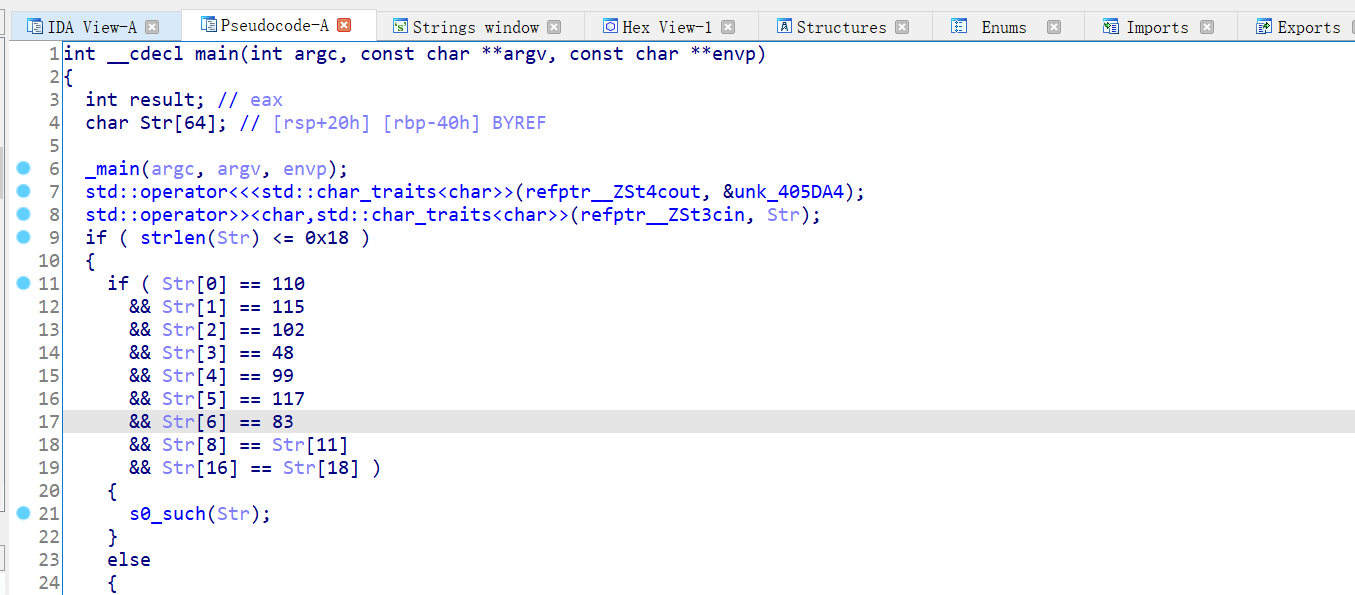 IDA View-A Pseudocode-A Strings window Hex View-1 Structures Enums Imports Exports
1 int __cdecl main(int argc, const char **argv, const char **envp)
2 {
3   int result; // eax
4   char Str[64]; // [rsp+20h] [rbp-40h] BYREF
5
6   _main(argc, argv, envp);
7   std::operator<<<std::char_traits<char>>(refptr__ZSt4cout, &unk_405DA4);
8   std::operator>><char,std::char_traits<char>>(refptr__ZSt3cin, Str);
9   if ( strlen(Str) <= 0x18 )
10   {
11     if ( Str[0] == 110
12       && Str[1] == 115
13       && Str[2] == 102
14       && Str[3] == 48
15       && Str[4] == 99
16       && Str[5] == 117
17       && Str[6] == 83
18       && Str[8] == Str[11]
19       && Str[16] == Str[18] )
20     {
21       s0_such(Str);
22     }
23     else
24     {